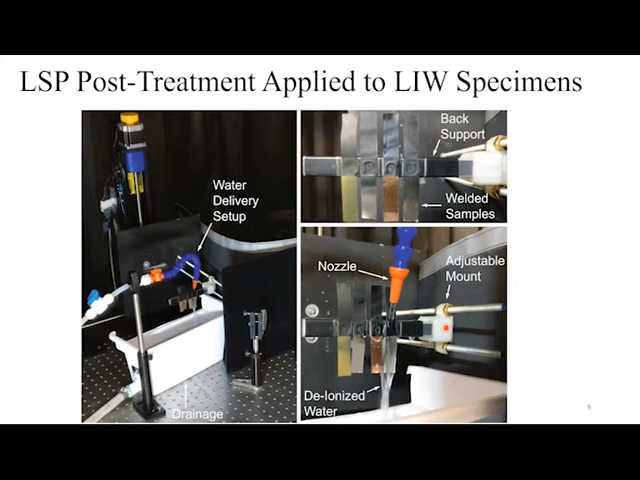 LSP Post-Treatment Applied to LIW Specimens
Water
Delivery
Setup
Drainage
Back
Support
Welded
Samples
Nozzle
Adjustable
Mount
De-Ionized
Water
9